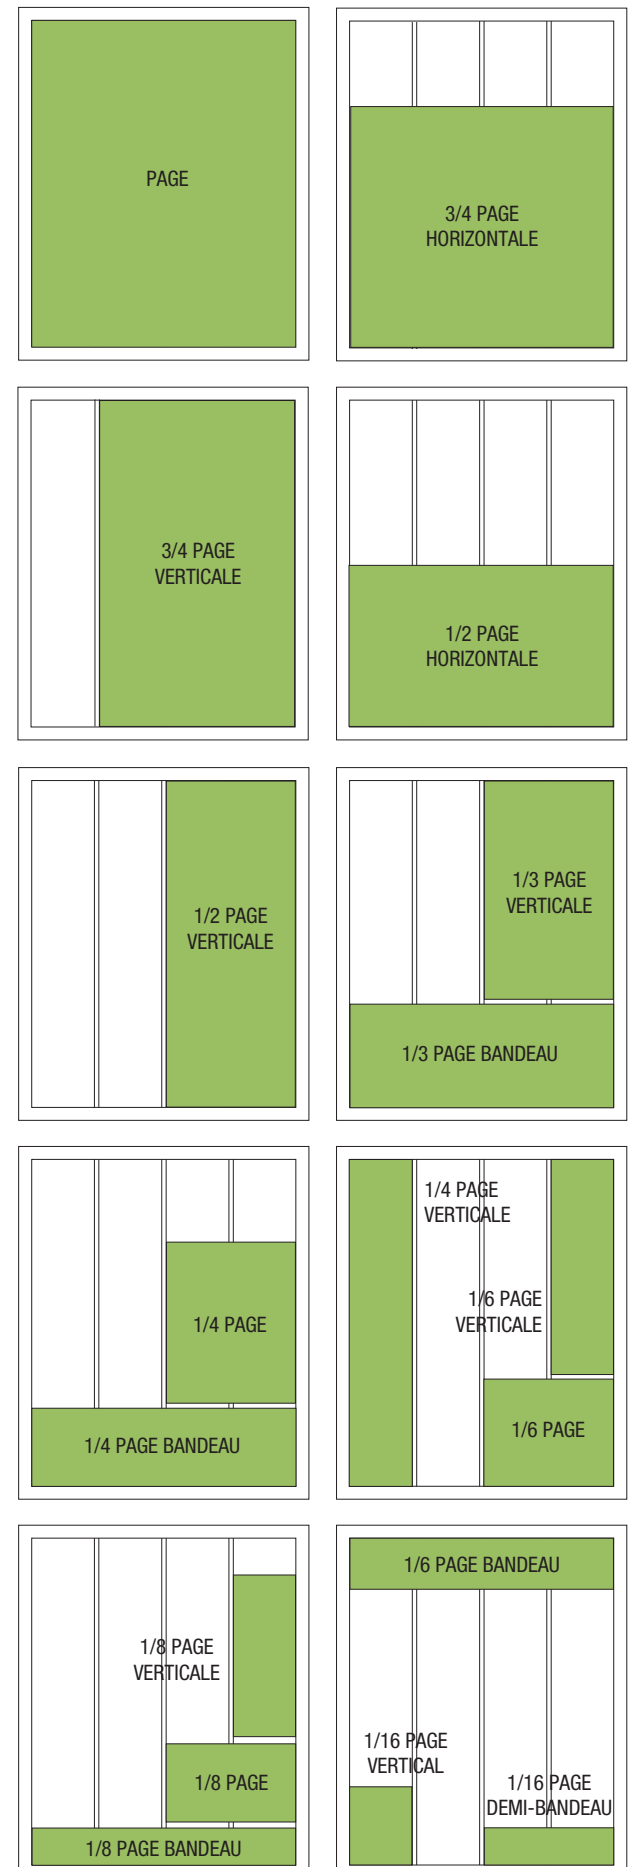 PAGE
3/4 PAGE
HORIZONTALE
3/4 PAGE
VERTICALE
1/2 PAGE
HORIZONTALE
1/2 PAGE
VERTICALE
1/3 PAGE
VERTICALE
1/3 PAGE BANDEAU
1/4 PAGE
1/4 PAGE BANDEAU
1/4 PAGE
VERTICALE
1/6 PAGE
VERTICALE
1/6 PAGE
1/8 PAGE
VERTICALE
1/8 PAGE
1/8 PAGE BANDEAU
1/6 PAGE BANDEAU
1/16 PAGE
VERTICAL
1/16 PAGE
DEMI-BANDEAU